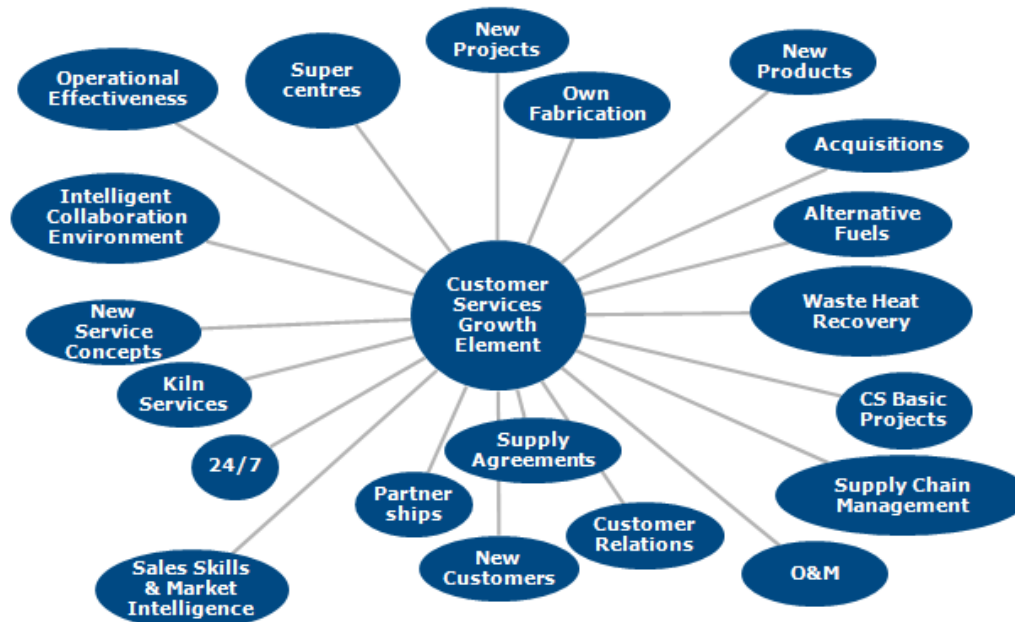 New
Projects
New
Products
Operational
Effectiveness
Super
centres
Own
Fabrication
Acquisitions
Intelligent
Collaboration
Environment
Alternative
Fuels
Customer
Services
Growth
Element
Waste Heat
Recovery
New
Service
Concepts
Kiln
Services
CS Basic
Projects
24/7
Supply
Agreements
Supply Chain
Management
Partner
ships
Customer
Relations
New
Customers
O&M
Sales Skills
& Market
Intelligence